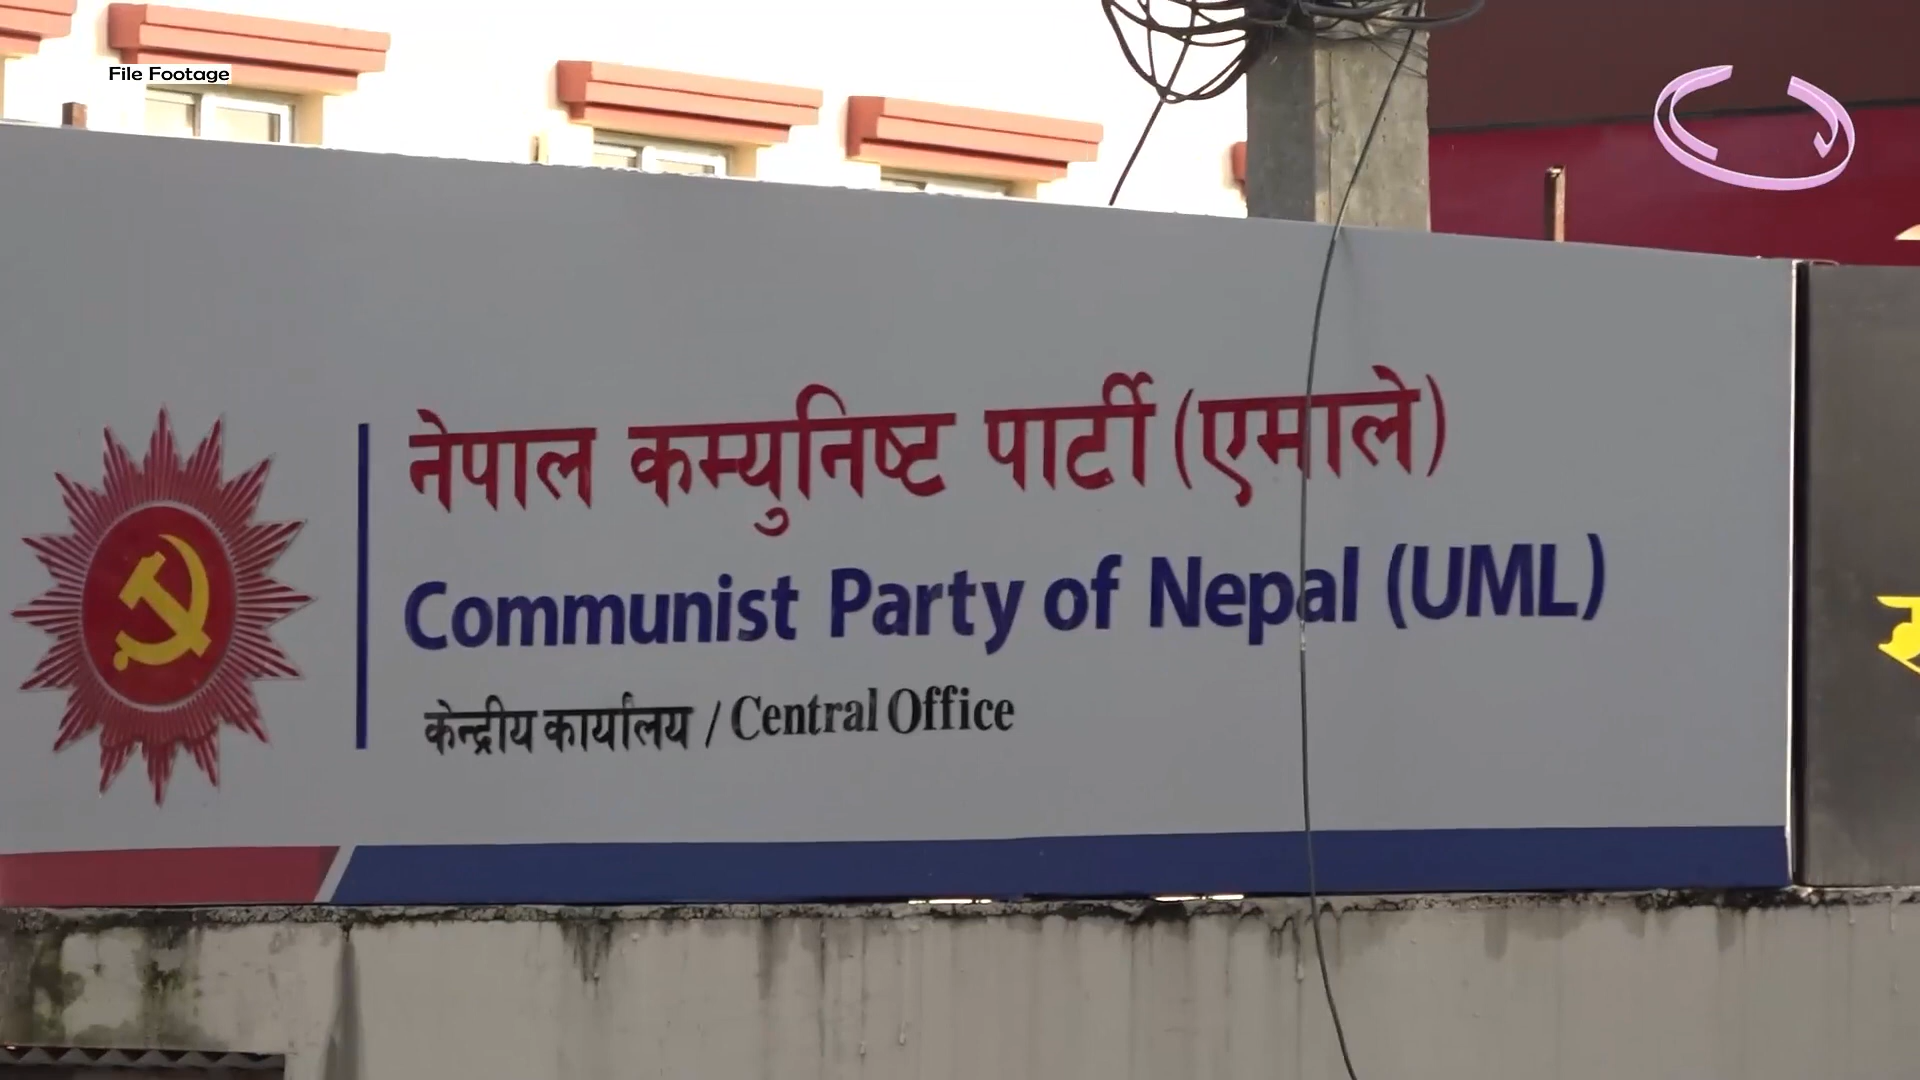 File Footage
नेपाल कम्युनिष्ट पार्टी (एमाले)
Communist Party of Nepal (UML)
केन्द्रीय कार्यालय / Central Office